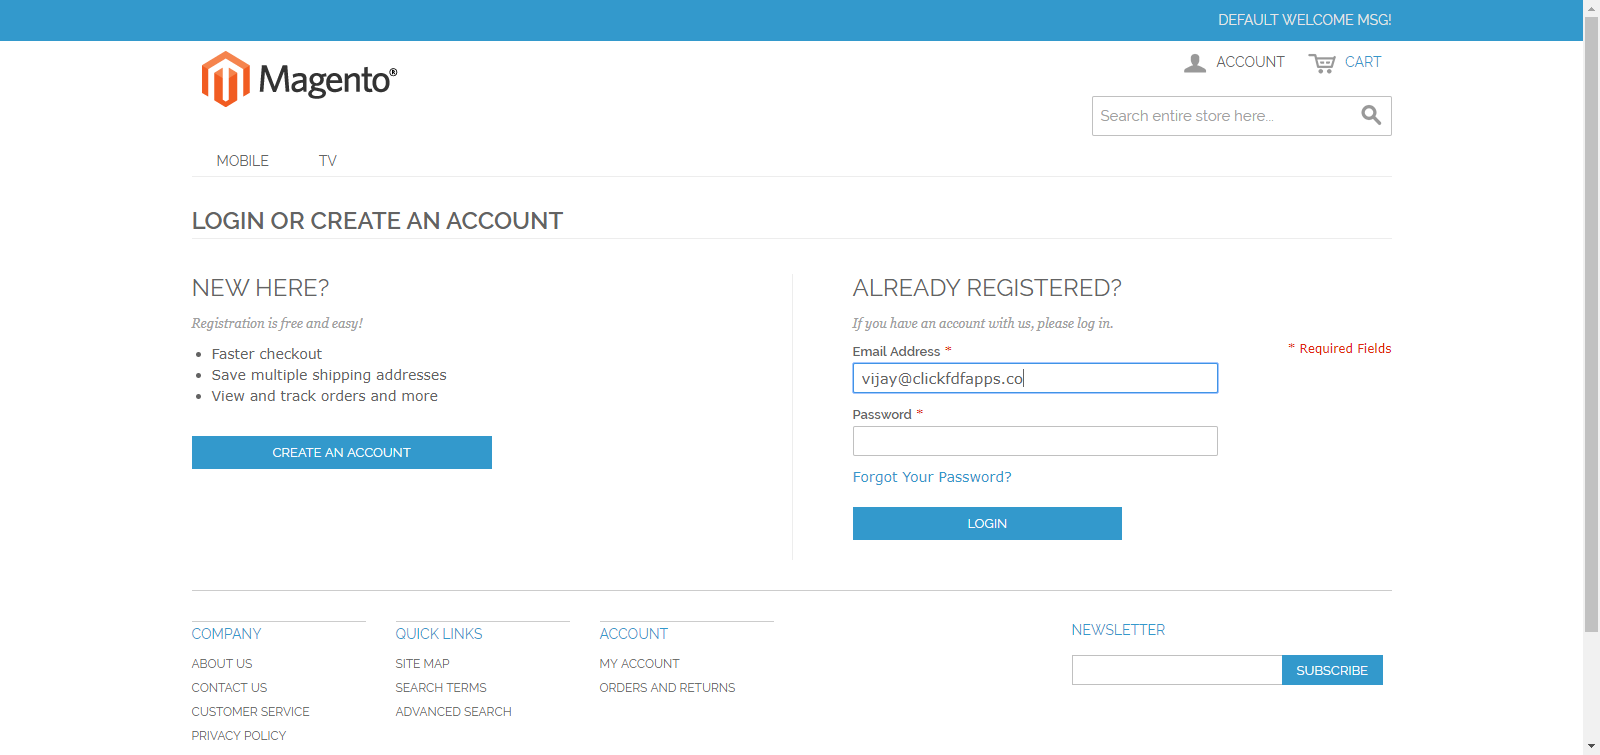 DEFAULT WELCOME MSG!
Magento®
ACCOUNT
CART
Search entire store here...
MOBILE
TV
LOGIN OR CREATE AN ACCOUNT
NEW HERE?
Registration is free and easy!
• Faster checkout
• Save multiple shipping addresses
• View and track orders and more
CREATE AN ACCOUNT
ALREADY REGISTERED?
If you have an account with us, please log in.
Email Address *
* Required Fields
vijay@clickfdfapps.co
Password *
Forgot Your Password?
LOGIN
COMPANY
ABOUT US
CONTACT US
CUSTOMER SERVICE
PRIVACY POLICY
QUICK LINKS
SITE MAP
SEARCH TERMS
ADVANCED SEARCH
ACCOUNT
MY ACCOUNT
ORDERS AND RETURNS
NEWSLETTER
SUBSCRIBE